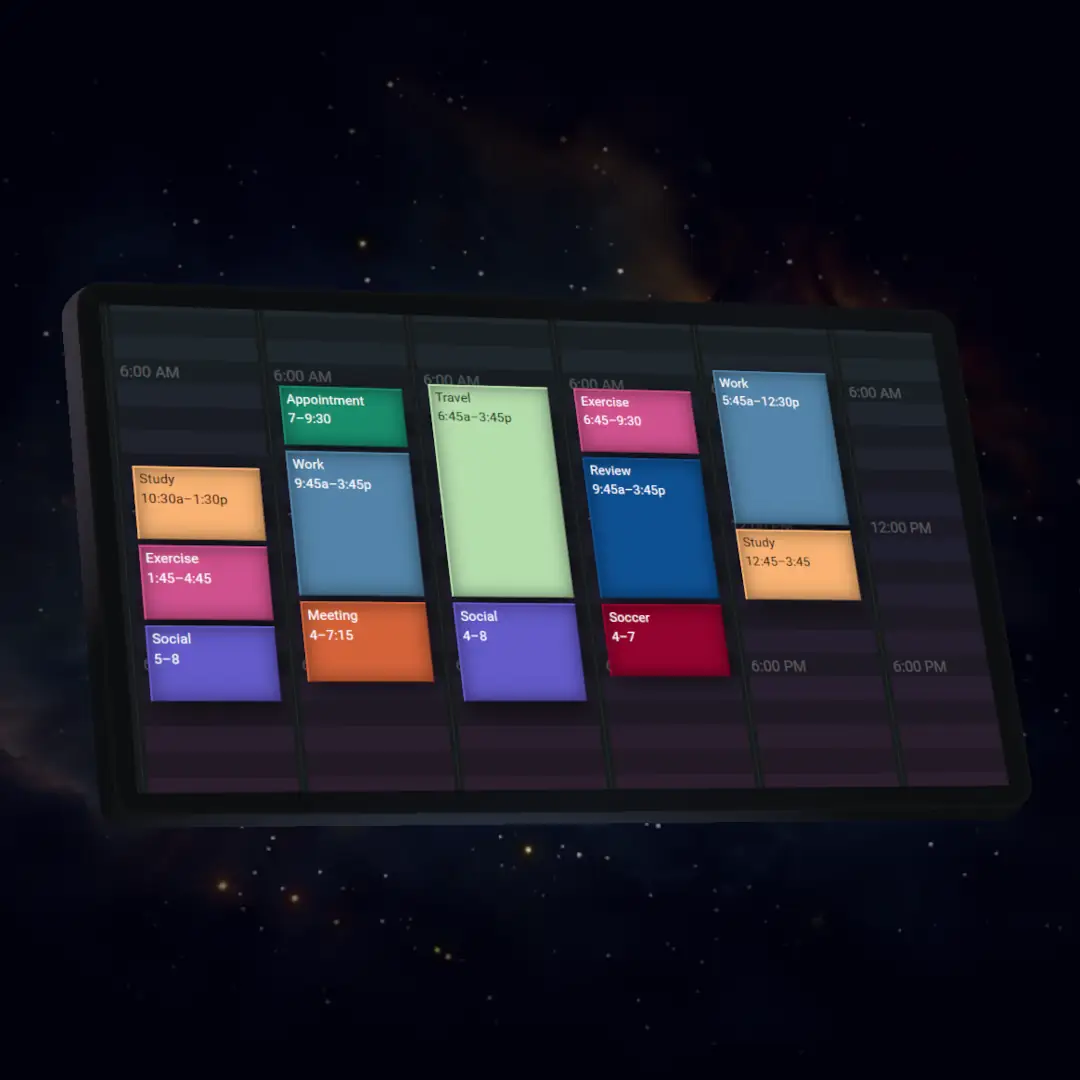 6:00 AM
Study
10:30a–1:30p
Exercise
1:45–4:45
Social
5–8
6:00 AM
Appointment
7–9:30
Work
9:45a–3:45p
Meeting
4–7:15
6:00 AM
Travel
6:45a–3:45p
Social
4–8
6:00 AM
Exercise
6:45–9:30
Review
9:45a–3:45p
Soccer
4–7
Work
5:45a–12:30p
Study
12:45–3:45
6:00 PM
6:00 AM
12:00 PM
6:00 PM